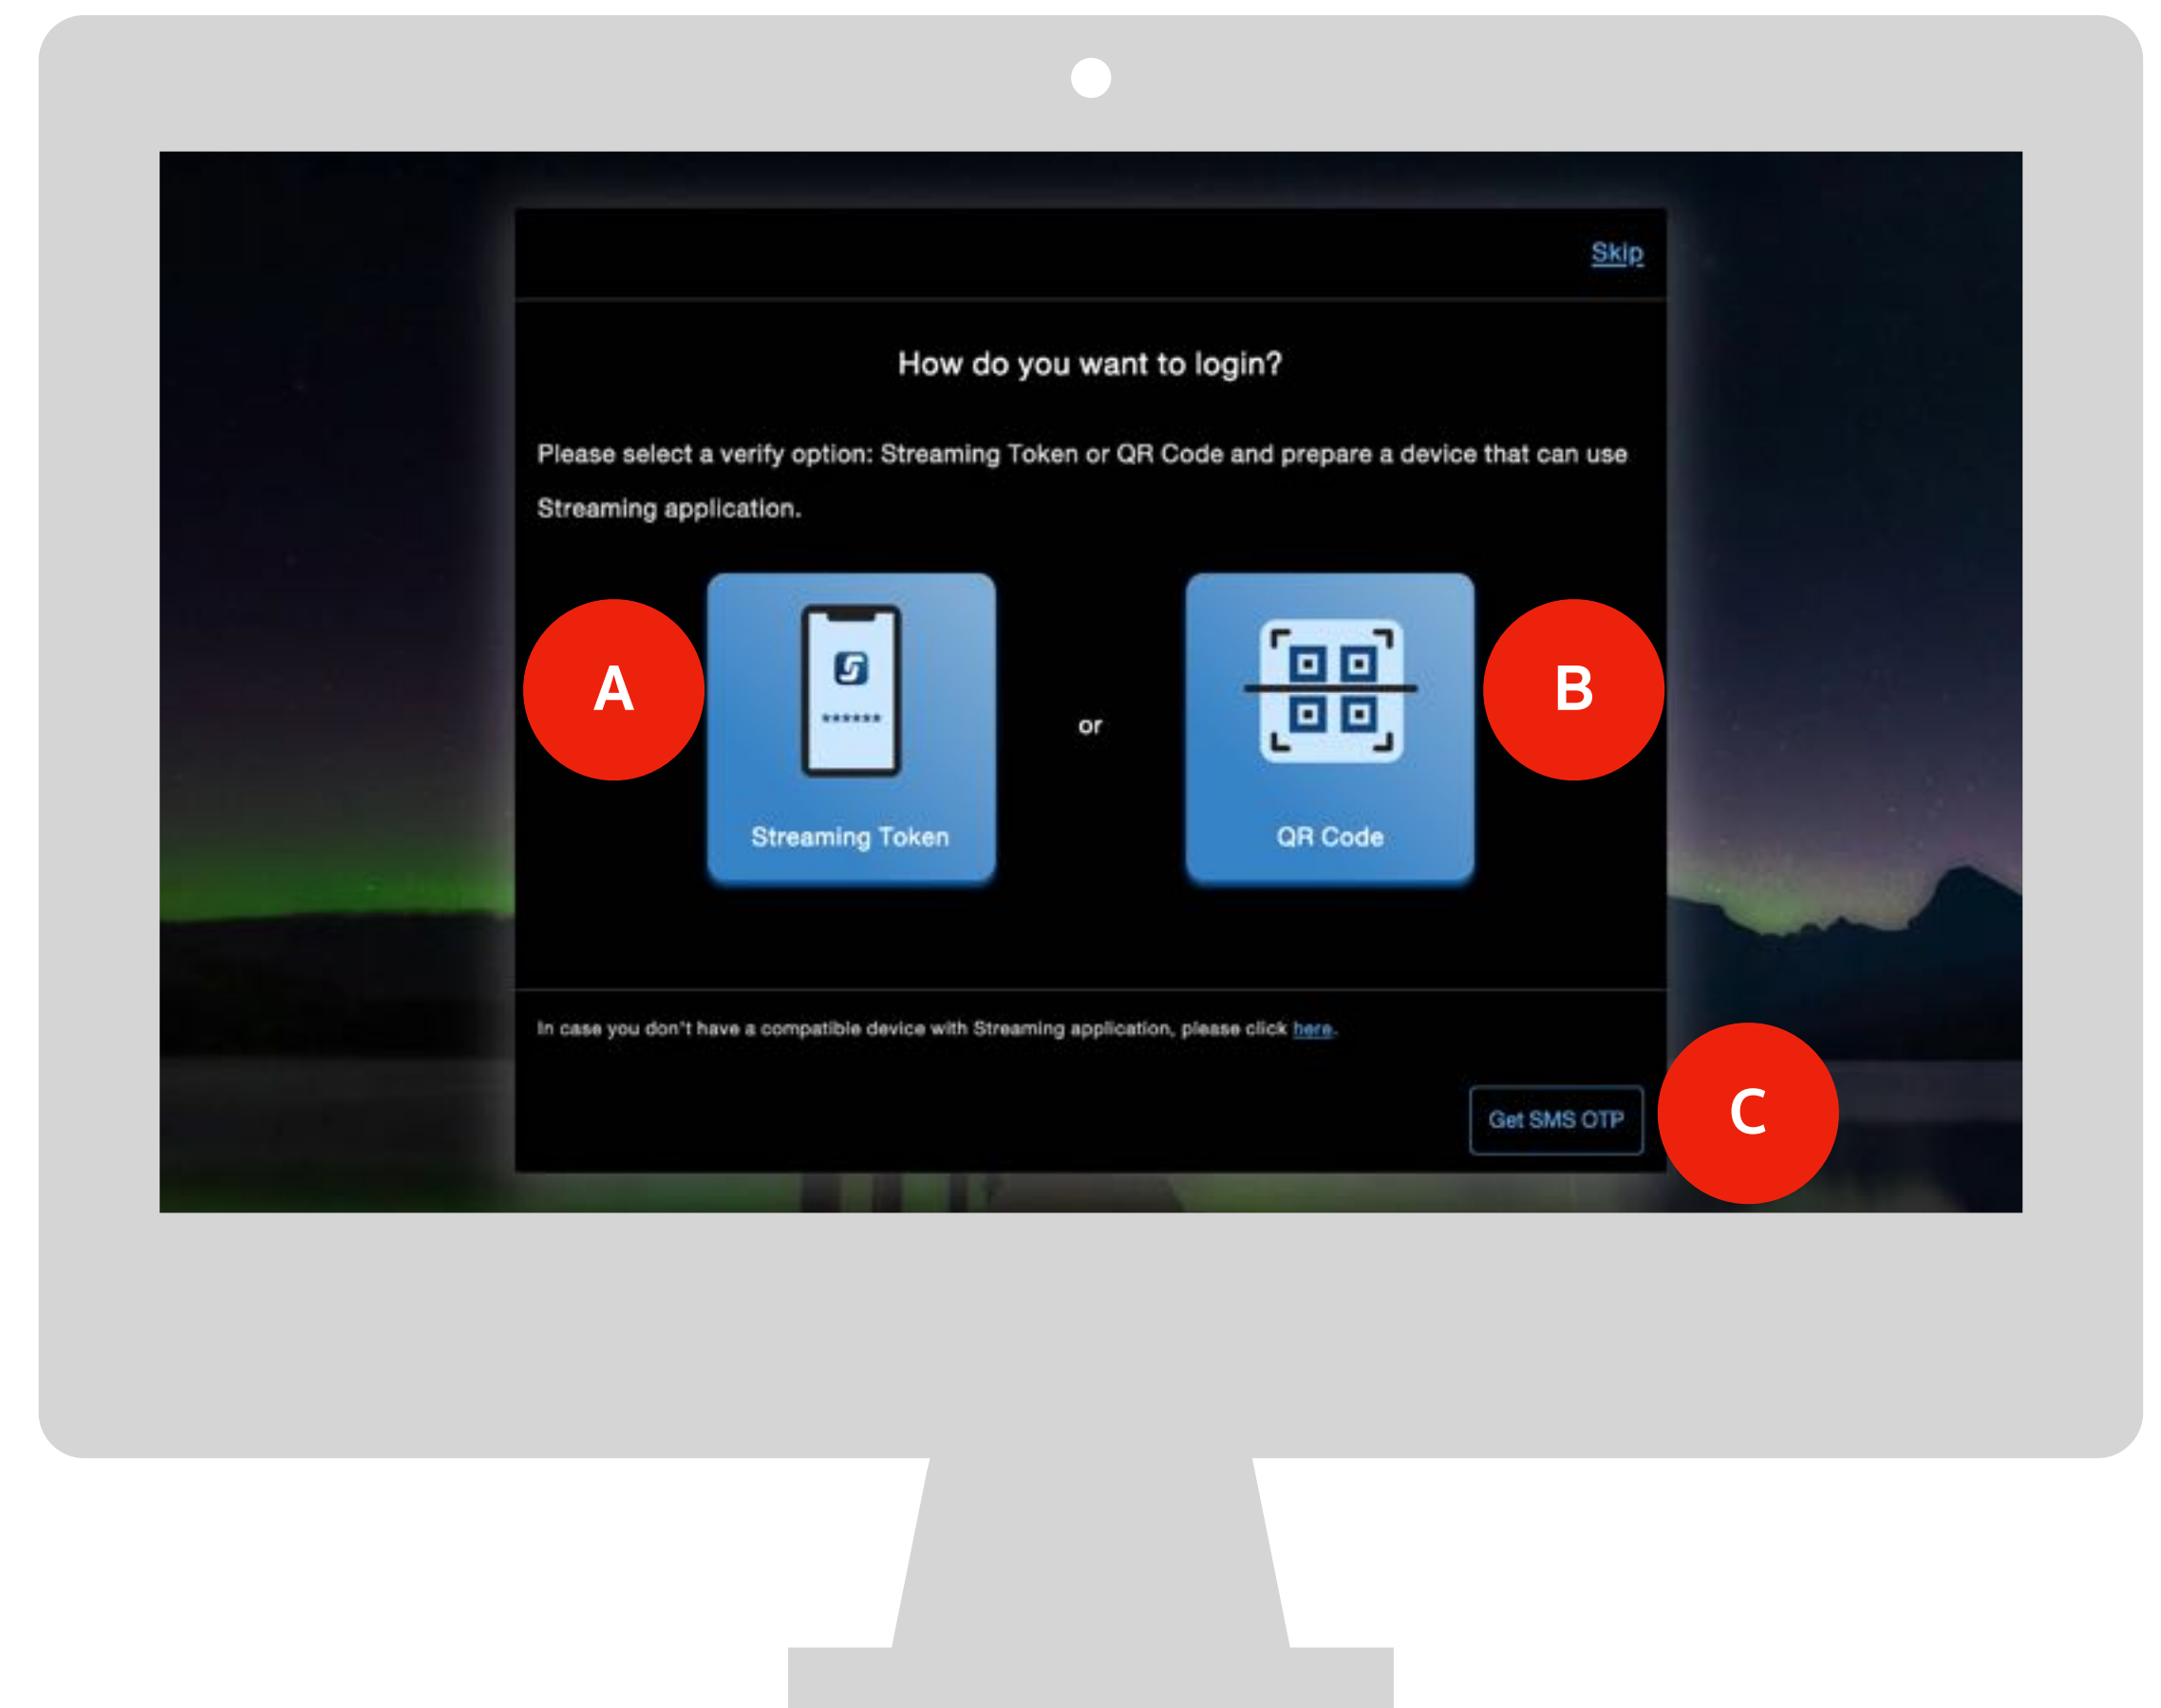 Skip
How do you want to login?
Please select a verify option: Streaming Token or QR Code and prepare a device that can use
Streaming application.
A
B
******
or
Streaming Token
QR Code
In case you don't have a compatible device with Streaming application, please click here.
Get SMS OTP
C